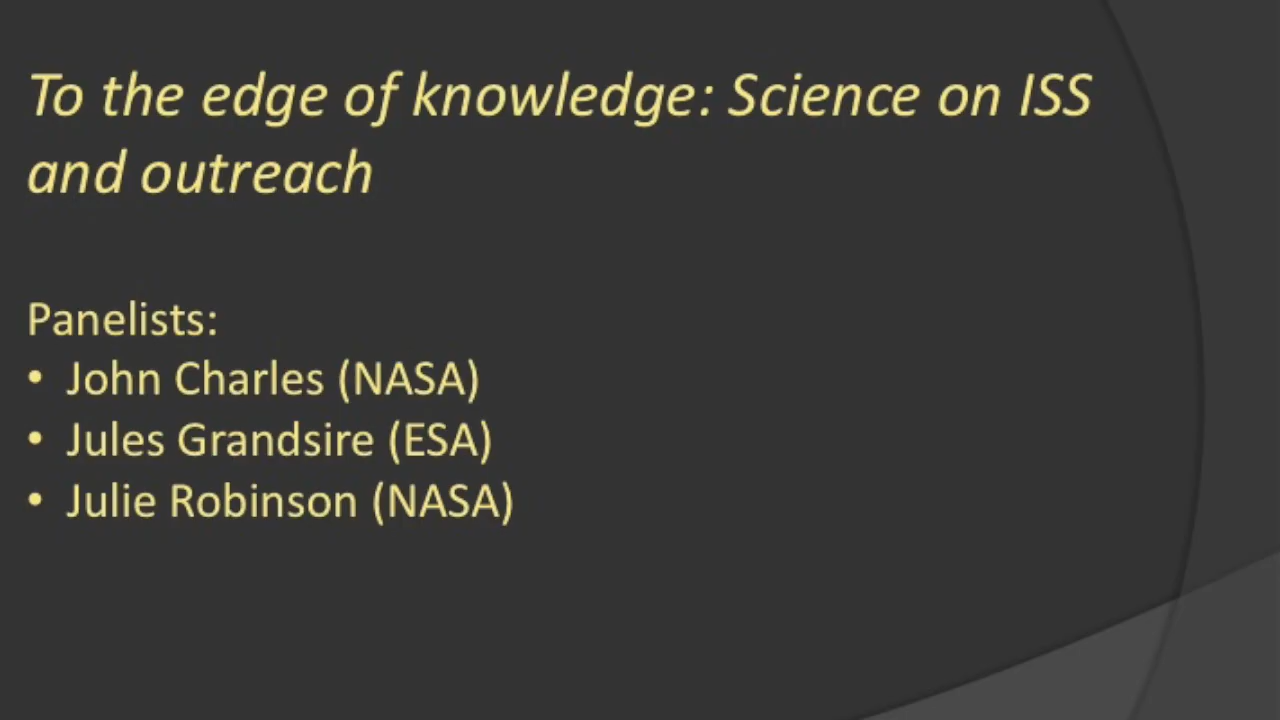 To the edge of knowledge: Science on ISS
and outreach
Panelists:
• John Charles (NASA)
• Jules Grandsire (ESA)
• Julie Robinson (NASA)